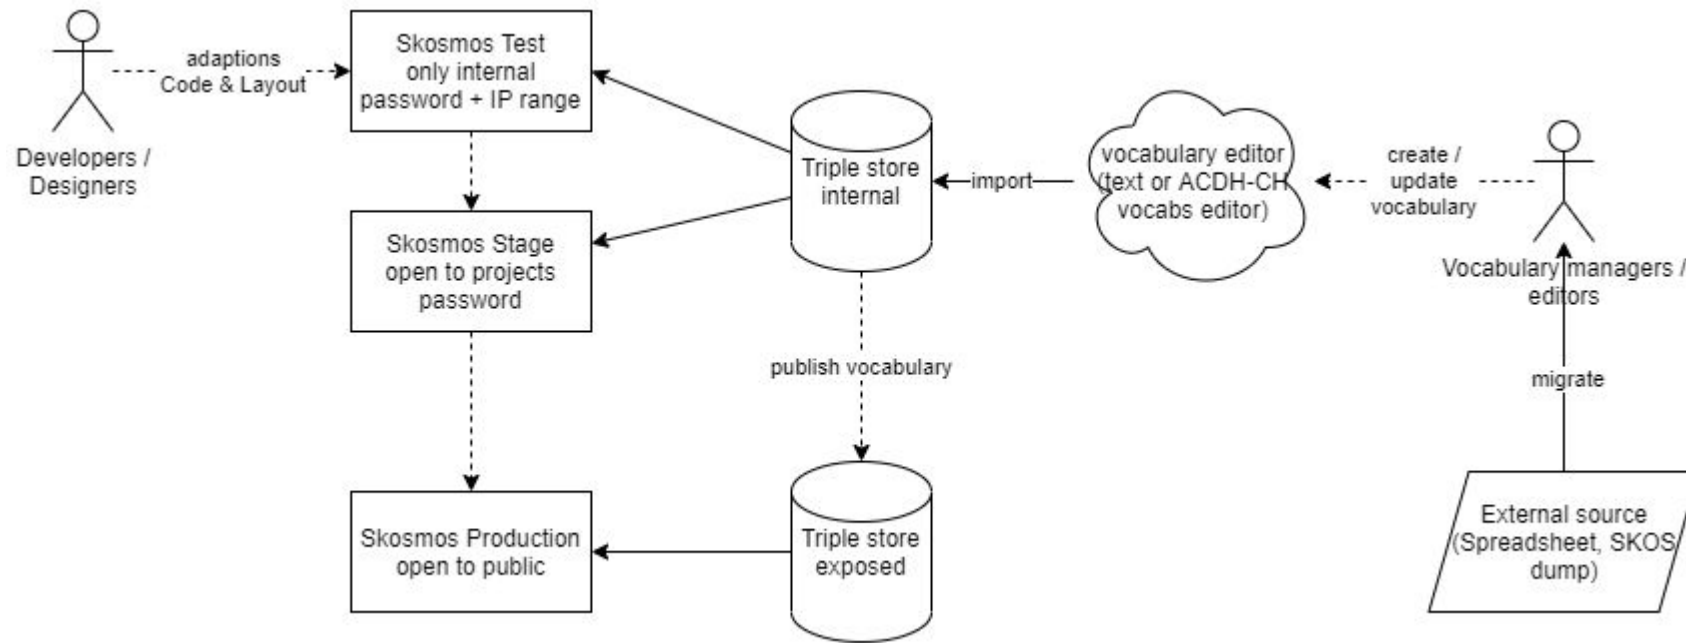 Skosmos Test
only internal
password + IP range
adaptions
Code & Layout
Developers /
Designers
Triple store
internal
import
vocabulary editor
(text or ACDH-CH
vocabs editor)
create /
update
vocabulary
Skosmos Stage
open to projects
password
Vocabulary managers /
editors
publish vocabulary
migrate
Skosmos Production
open to public
Triple store
exposed
External source
(Spreadsheet, SKOS
dump)